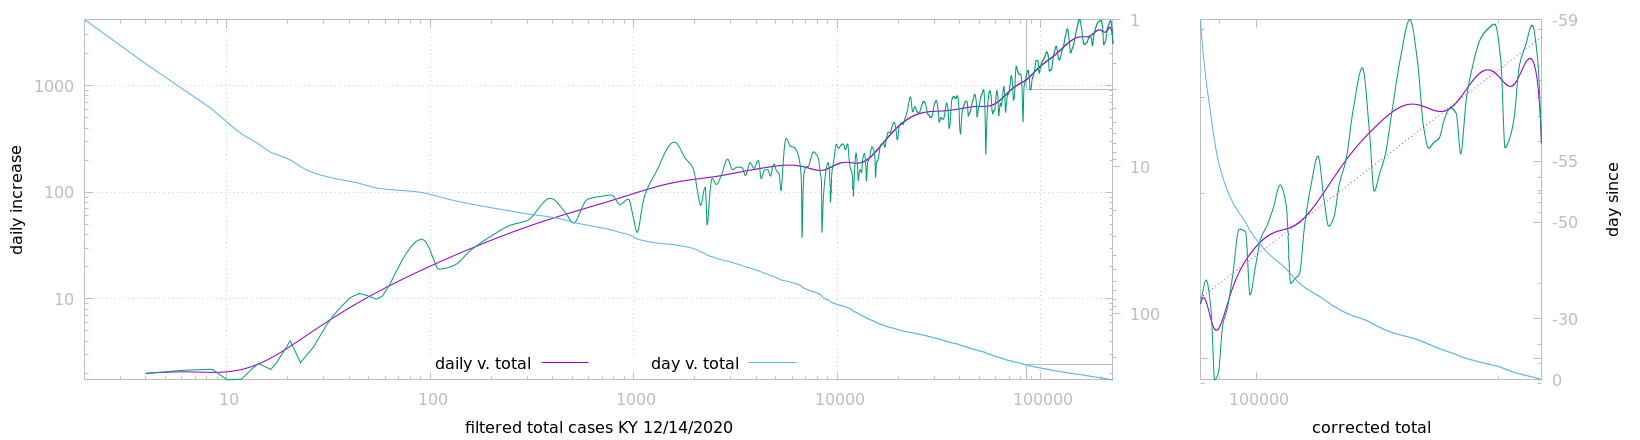 1
-59
1000
10
-55
daily increase
100
-50
day since
10
100
-30
daily v. total
day v. total
0
10
100
1000
10000
100000
100000
filtered total cases KY 12/14/2020
corrected total